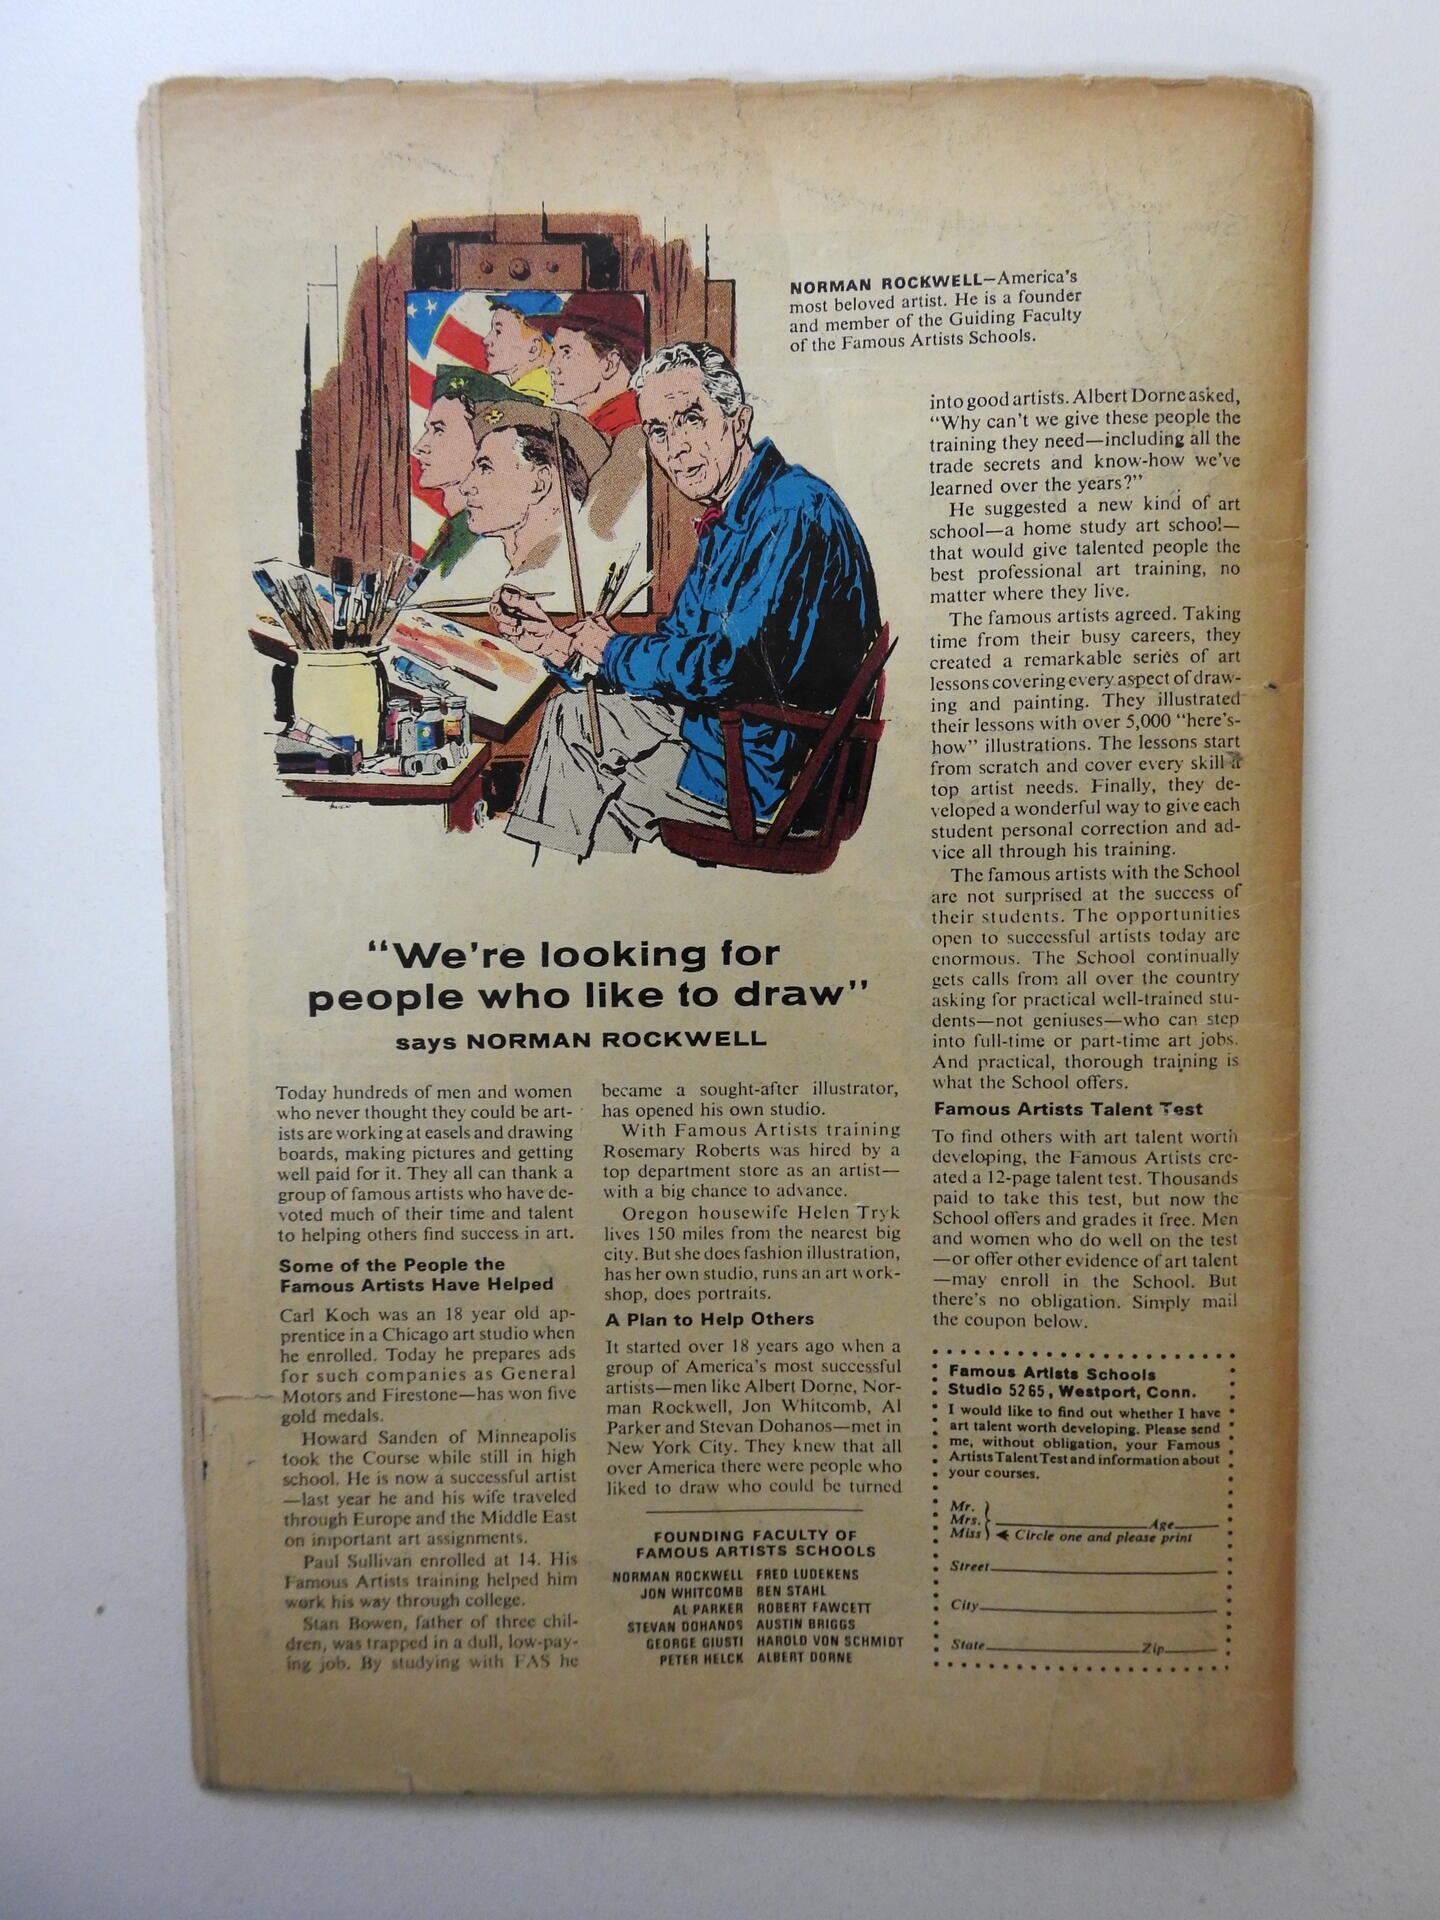 NORMAN ROCKWELL—America's
most beloved artist. He is a founder
and member of the Guiding Faculty
of the Famous Artists Schools.
"We're looking for
people who like to draw"
says NORMAN ROCKWELL
Today hundreds of men and women
who never thought they could be art-
ists are working at easels and drawing
boards, making pictures and getting
well paid for it. They all can thank a
group of famous artists who have de-
voted much of their time and talent
to helping others find success in art.
Some of the People the
Famous Artists Have Helped
Carl Koch was an 18 year old ap-
prentice in a Chicago art studio when
he enrolled. Today he prepares ads
for such companies as General
Motors and Firestone—has won five
gold medals.
Howard Sanden of Minneapolis
took the Course while still in high
school. He is now a successful artist
—last year he and his wife traveled
through Europe and the Middle East
on important art assignments.
Paul Sullivan enrolled at 14. His
Famous Artists training helped him
work his way through college.
Stan Bowen, father of three chil-
dren, was trapped in a dull, low-pay-
ing job. By studying with FAS he
became a sought-after illustrator,
has opened his own studio.
With Famous Artists training
Rosemary Roberts was hired by a
top department store as an artist—
with a big chance to advance.
Oregon housewife Helen Tryk
lives 150 miles from the nearest big
city. But she does fashion illustration,
has her own studio, runs an art work-
shop, does portraits.
A Plan to Help Others
It started over 18 years ago when a
group of America's most successful
artists—men like Albert Dorne, Nor-
man Rockwell, Jon Whitcomb, Al
Parker and Stevan Dohanos—met in
New York City. They knew that all
over America there were people who
liked to draw who could be turned
FOUNDING FACULTY OF
FAMOUS ARTISTS SCHOOLS
NORMAN ROCKWELL FRED LUDEKENS
JON WHITCOMB BEN STAHL
AL PARKER ROBERT FAWCETT
STEVAN DOHANOS AUSTIN BRIGGS
GEORGE GIUSTI HAROLD VON SCHMIDT
PETER HELCK ALBERT DORNE
into good artists. Albert Dorne asked,
"Why can't we give these people the
training they need—including all the
trade secrets and know-how we've
learned over the years?"
He suggested a new kind of art
school—a home study art school—
that would give talented people the
best professional art training, no
matter where they live.
The famous artists agreed. Taking
time from their busy careers, they
created a remarkable series of art
lessons covering every aspect of draw-
ing and painting. They illustrated
their lessons with over 5,000 "here's-
how" illustrations. The lessons start
from scratch and cover every skill a
top artist needs. Finally, they de-
veloped a wonderful way to give each
student personal correction and ad-
vice all through his training.
The famous artists with the School
are not surprised at the success of
their students. The opportunities
open to successful artists today are
enormous. The School continually
gets calls from all over the country
asking for practical well-trained stu-
dents—not geniuses—who can step
into full-time or part-time art jobs.
And practical, thorough training is
what the School offers.
Famous Artists Talent Test
To find others with art talent worth
developing, the Famous Artists cre-
ated a 12-page talent test. Thousands
paid to take this test, but now the
School offers and grades it free. Men
and women who do well on the test
—or offer other evidence of art talent
—may enroll in the School. But
there's no obligation. Simply mail
the coupon below.
Famous Artists Schools
Studio 5265, Westport, Conn.
I would like to find out whether I have
art talent worth developing. Please send
me, without obligation, your Famous
Artists Talent Test and information about
your courses.
Mr.
Mrs. Age
Miss Circle one and please print
Street
City
State Zip